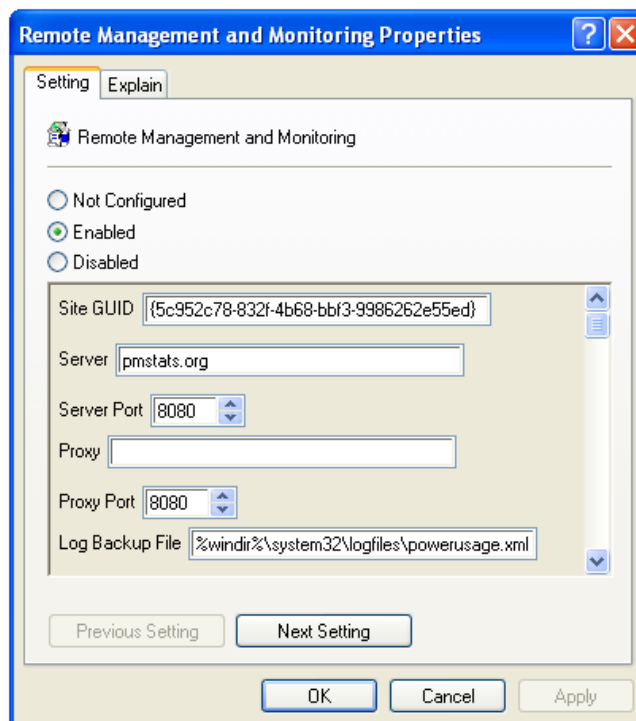 Remote Management and Monitoring Properties
Setting Explain
Remote Management and Monitoring
Not Configured
Enabled
Disabled
Site GUID {5c952c78-832f-4b68-bbf3-9986262e55ed}
Server pmstats.org
Server Port 8080
Proxy
Proxy Port 8080
Log Backup File %windir%\system32\logfiles\powerusage.xml
Previous Setting Next Setting
OK Cancel Apply